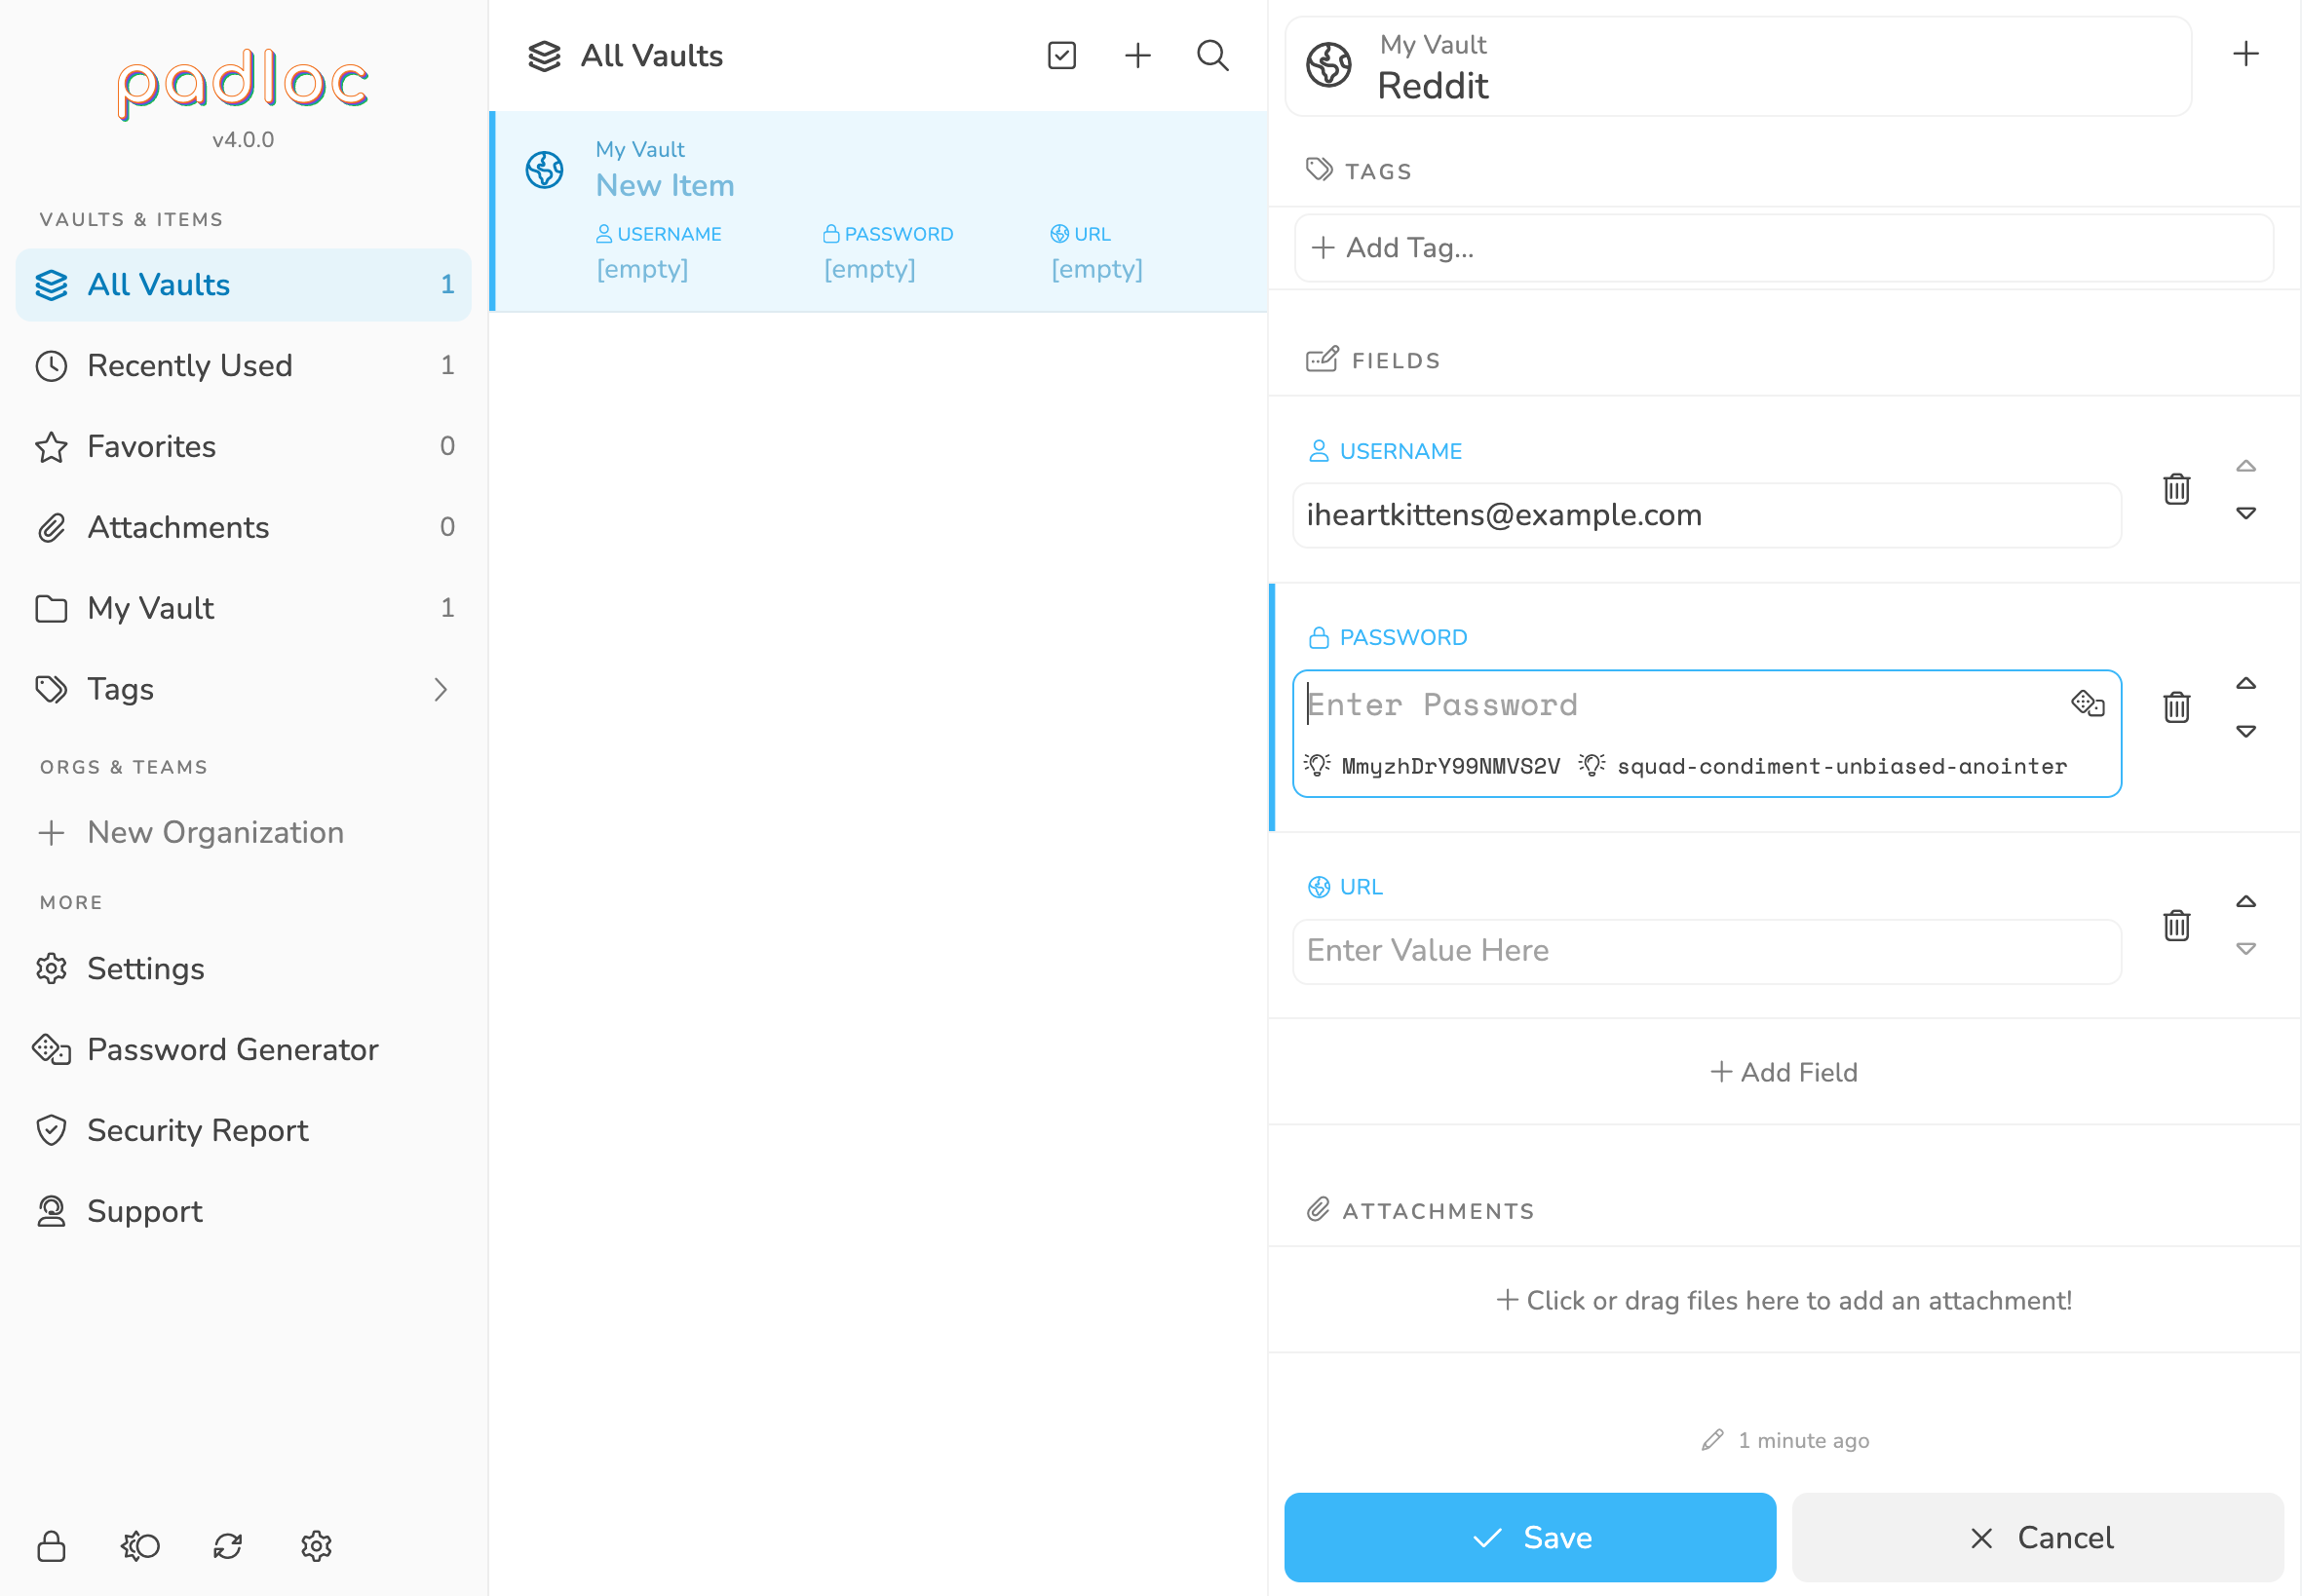 padloc
v4.0.0
VAULTS & ITEMS
All Vaults 1
Recently Used 1
Favorites 0
Attachments 0
My Vault 1
Tags
ORGS & TEAMS
New Organization
MORE
Settings
Password Generator
Security Report
Support
All Vaults
My Vault
New Item
USERNAME PASSWORD URL
[empty] [empty] [empty]
My Vault
Reddit
TAGS
Add Tag...
FIELDS
USERNAME
iheartkittens@example.com
PASSWORD
Enter Password
MmyzhDrY99NMVS2V squad-condiment-unbiased-anointer
URL
Enter Value Here
Add Field
ATTACHMENTS
Click or drag files here to add an attachment!
1 minute ago
Save Cancel